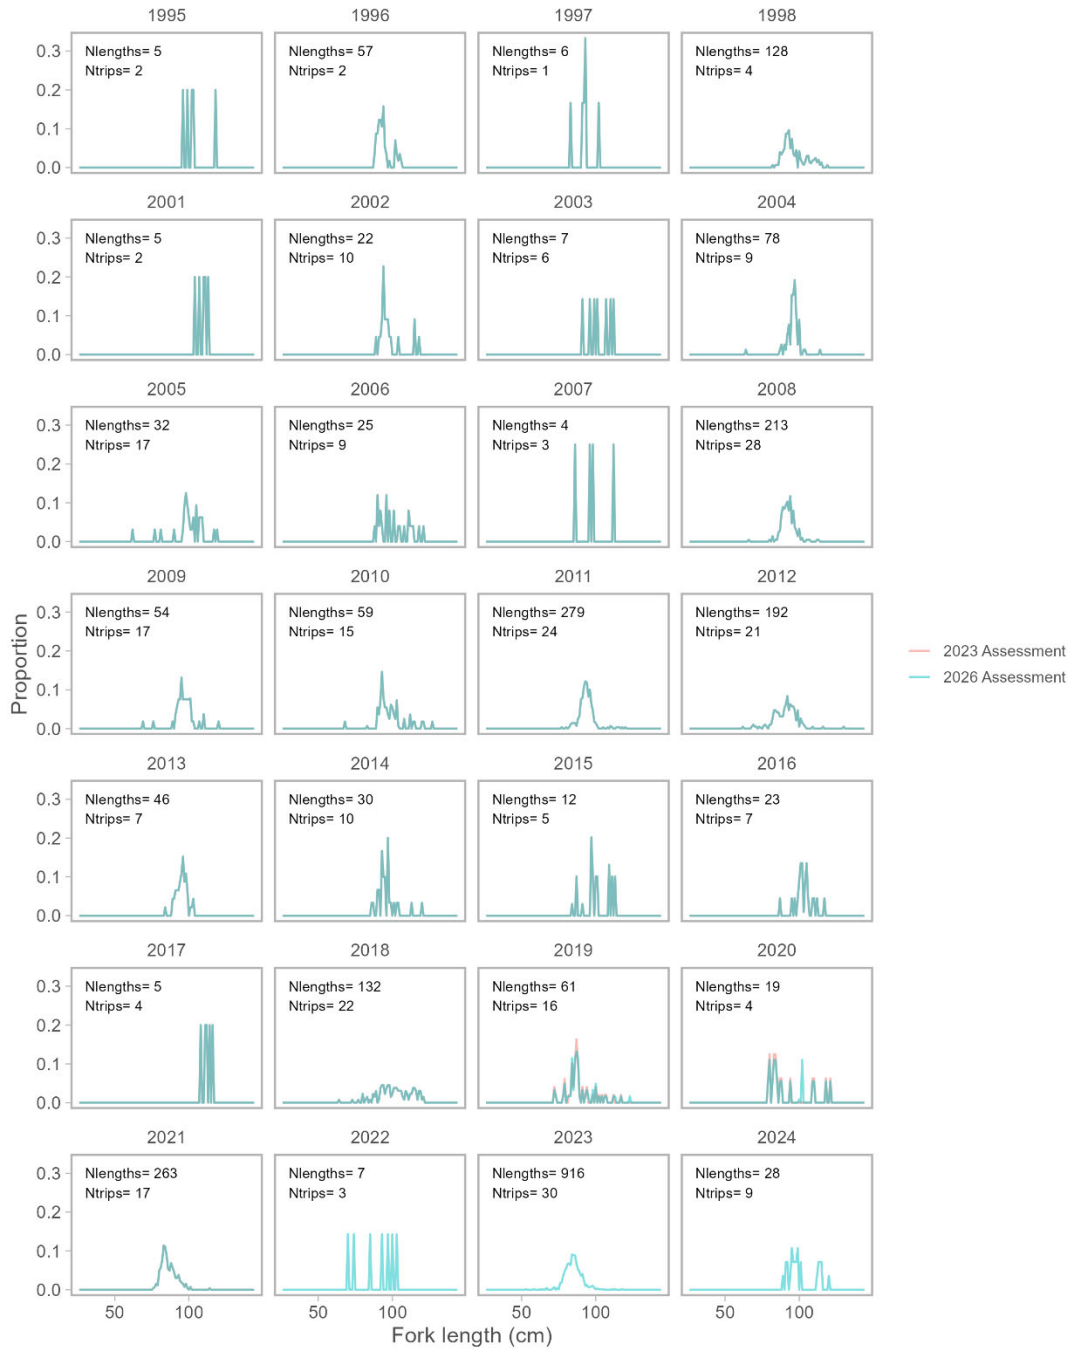 1995
1996
1997
1998
Nlengths= 5
Ntrips= 2
Nlengths= 57
Ntrips= 2
Nlengths= 6
Ntrips= 1
Nlengths= 128
Ntrips= 4
0.3
0.2
0.1
0.0
2001
2002
2003
2004
Nlengths= 5
Ntrips= 2
Nlengths= 22
Ntrips= 10
Nlengths= 7
Ntrips= 6
Nlengths= 78
Ntrips= 9
0.3
0.2
0.1
0.0
2005
2006
2007
2008
Nlengths= 32
Ntrips= 17
Nlengths= 25
Ntrips= 9
Nlengths= 4
Ntrips= 3
Nlengths= 213
Ntrips= 28
0.3
0.2
0.1
0.0
2009
2010
2011
2012
Nlengths= 54
Ntrips= 17
Nlengths= 59
Ntrips= 15
Nlengths= 279
Ntrips= 24
Nlengths= 192
Ntrips= 21
0.3
0.2
0.1
0.0
Proportion
2023 Assessment
2026 Assessment
2013
2014
2015
2016
Nlengths= 46
Ntrips= 7
Nlengths= 30
Ntrips= 10
Nlengths= 12
Ntrips= 5
Nlengths= 23
Ntrips= 7
0.3
0.2
0.1
0.0
2017
2018
2019
2020
Nlengths= 5
Ntrips= 4
Nlengths= 132
Ntrips= 22
Nlengths= 61
Ntrips= 16
Nlengths= 19
Ntrips= 4
0.3
0.2
0.1
0.0
2021
2022
2023
2024
Nlengths= 263
Ntrips= 17
Nlengths= 7
Ntrips= 3
Nlengths= 916
Ntrips= 30
Nlengths= 28
Ntrips= 9
0.3
0.2
0.1
0.0
50
100
50
100
50
100
50
100
Fork length (cm)